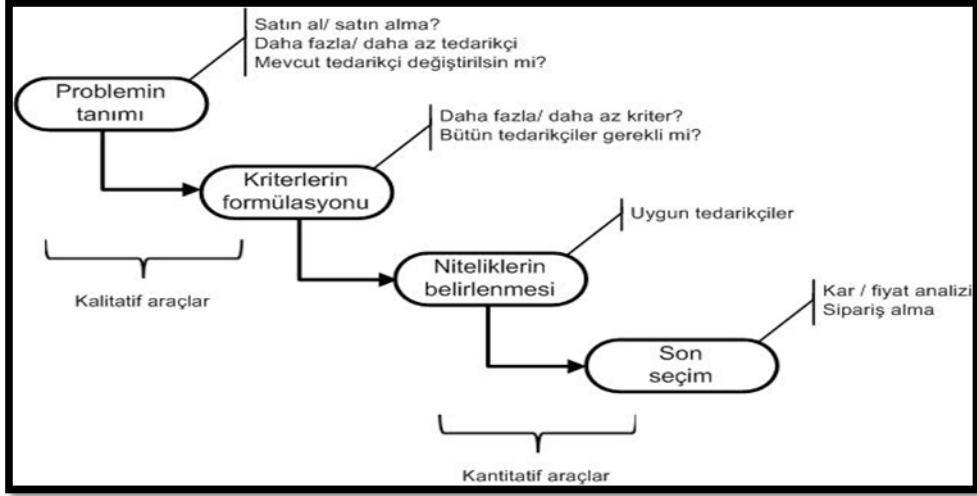 Satın al/ satın alma?
Daha fazla/ daha az tedarikçi
Mevcut tedarikçi değiştirilsin mi?
Problemin
tanımı
Daha fazla/ daha az kriter?
Bütün tedarikçiler gerekli mi?
Kriterlerin
formülasyonu
Uygun tedarikçiler
Niteliklerin
belirlenmesi
Kalitatif araçlar
Kar / fiyat analizi
Sipariş alma
Son
seçim
Kantitatif araçlar